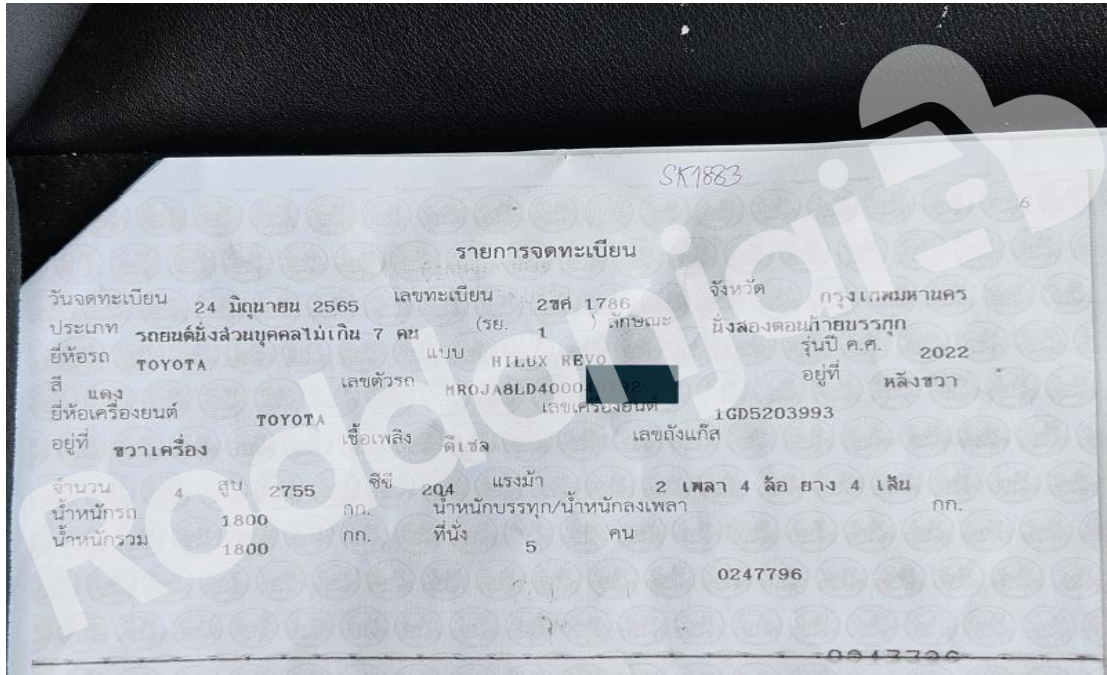 SK1883
6
รายการจดทะเบียน
วันจดทะเบียน 24 มิถุนายน 2565 เลขทะเบียน 2ขศ 1786 จังหวัด กรุงเทพมหานคร
ประเภท รถยนต์นั่งส่วนบุคคลไม่เกิน 7 คน (รย. 1 ) ลักษณะ นั่งสองตอนท้ายบรรทุก
ยี่ห้อรถ TOYOTA แบบ HILUX REVO รุ่นปี ค.ศ. 2022
สี แดง เลขตัวรถ MR0JA8LD4000 อยู่ที่ หลังขวา
ยี่ห้อเครื่องยนต์ TOYOTA เลขเครื่องยนต์ 1GD5203993
อยู่ที่ ขวาเครื่อง เชื้อเพลิง ดีเซล เลขถังแก๊ส
จำนวน 4 สูบ 2755 ซีซี 204 แรงม้า 2 เพลา 4 ล้อ ยาง 4 เส้น
น้ำหนักรถ 1800 กก. น้ำหนักบรรทุก/น้ำหนักลงเพลา กก.
น้ำหนักรวม 1800 กก. ที่นั่ง 5 คน
0247796
Roddonjai